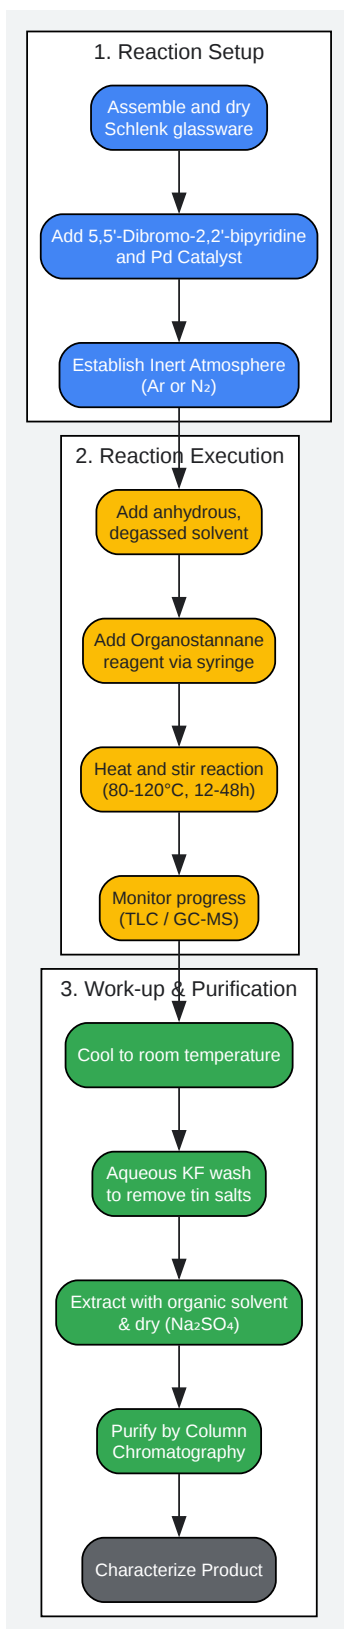 1. Reaction Setup
Assemble and dry
Schlenk glassware
Add 5,5'-Dibromo-2,2'-bipyridine
and Pd Catalyst
Establish Inert Atmosphere
(Ar or N₂)
2. Reaction Execution
Add anhydrous,
degassed solvent
Add Organostannane
reagent via syringe
Heat and stir reaction
(80-120°C, 12-48h)
Monitor progress
(TLC / GC-MS)
3. Work-up & Purification
Cool to room temperature
Aqueous KF wash
to remove tin salts
Extract with organic solvent
& dry (Na₂SO₄)
Purify by Column
Chromatography
Characterize Product